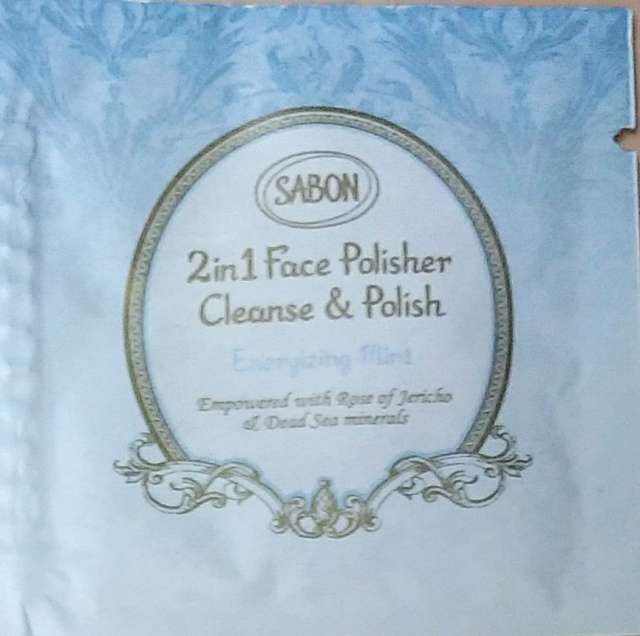 SABON
2in1 Face Polisher
Cleanse & Polish
Energizing Mint
Empowered with Rose of Jericho
& Dead Sea minerals